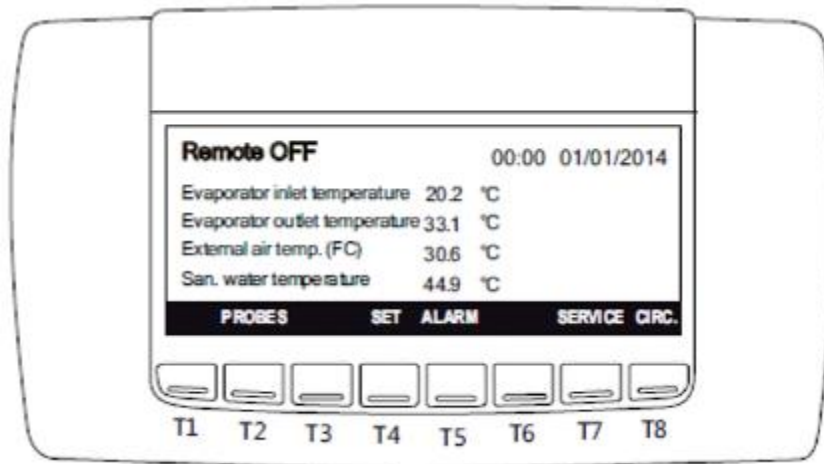 Remote OFF 00:00 01/01/2014
Evaporator inlet temperature 20.2 °C
Evaporator outlet temperature 33.1 °C
External air temp. (FC) 30.6 °C
San. water temperature 44.9 °C
PROBES SET ALARM SERVICE CIRC.
T1 T2 T3 T4 T5 T6 T7 T8